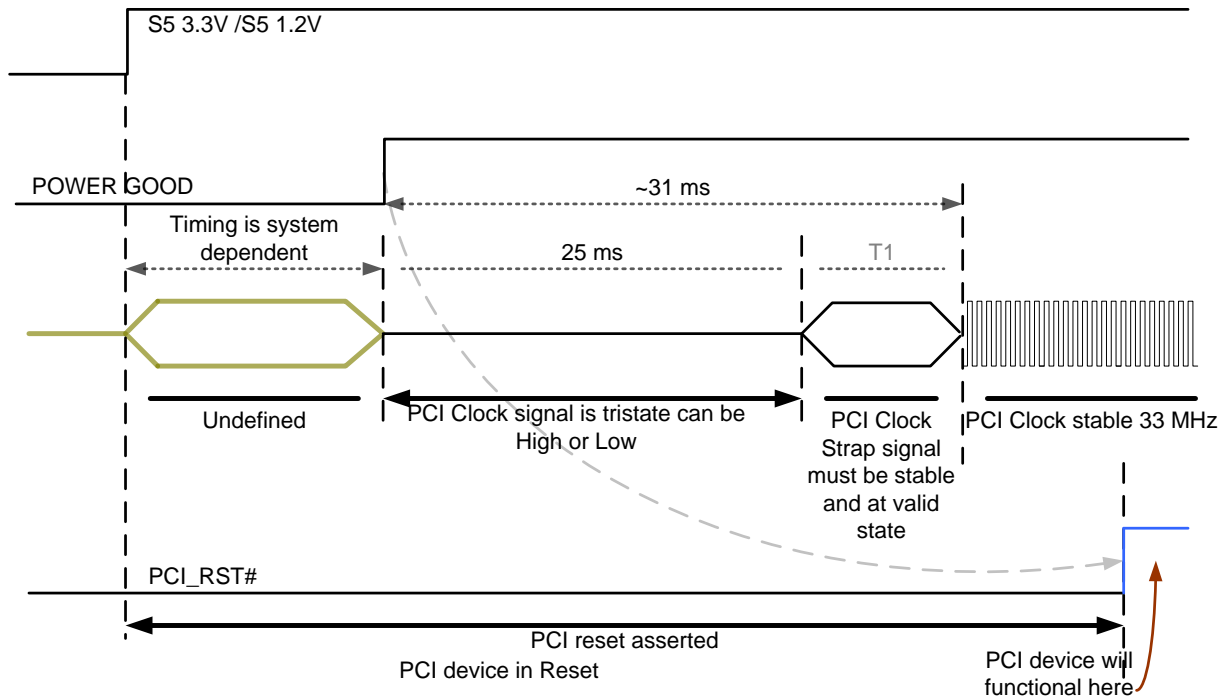 S5 3.3V /S5 1.2V
POWER GOOD
~31 ms
Timing is system
dependent
25 ms
T1
Undefined
PCI Clock signal is tristate can be
High or Low
PCI Clock
Strap signal
must be stable
and at valid
state
PCI Clock stable 33 MHz
PCI_RST#
PCI reset asserted
PCI device in Reset
PCI device will
functional here